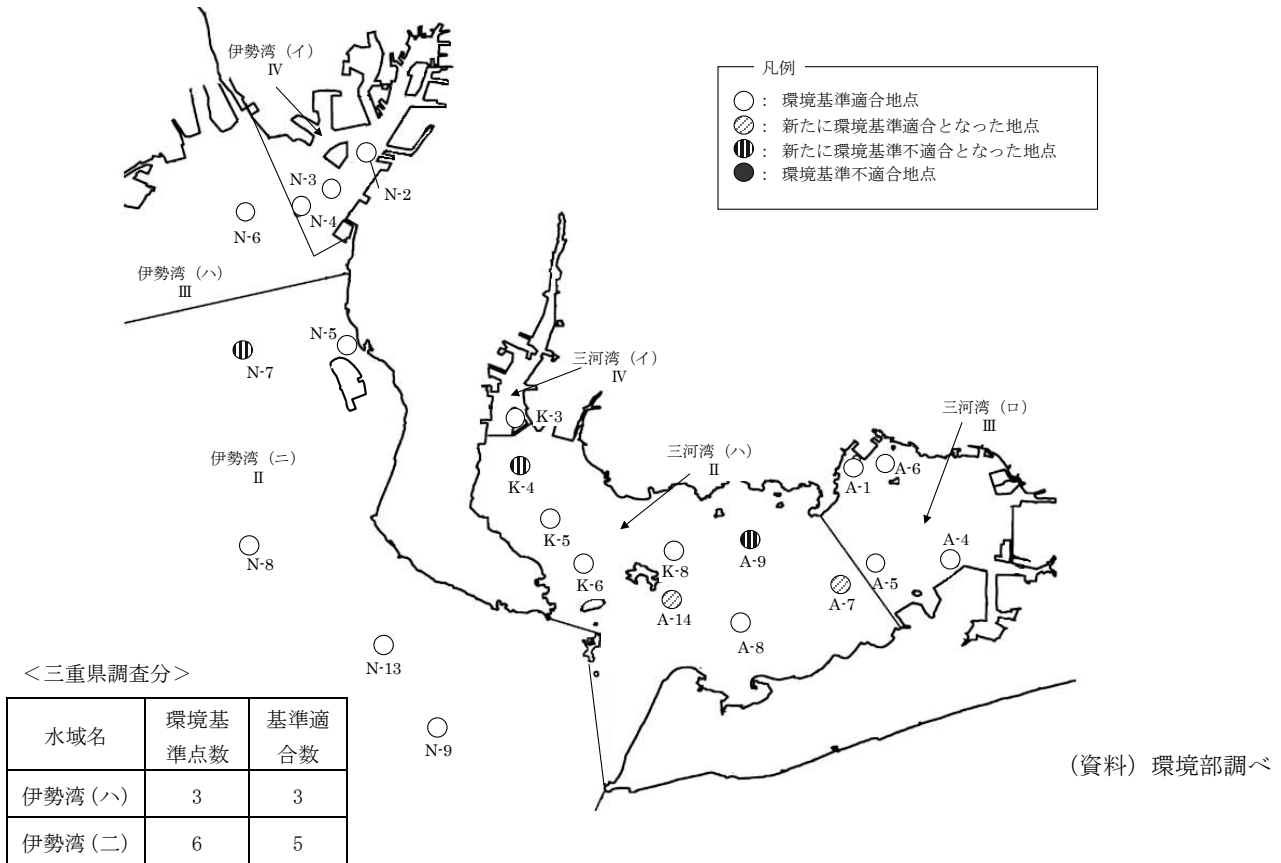 伊勢湾（イ）
Ⅳ
凡例
○： 環境基準適合地点
： 新たに環境基準適合となった地点
： 新たに環境基準不適合となった地点
●： 環境基準不適合地点
N-3
N-2
N-4
N-6
伊勢湾（ハ）
Ⅲ
N-5
N-7
三河湾（イ）
Ⅳ
K-3
三河湾（ロ）
Ⅲ
伊勢湾（ニ）
Ⅱ
三河湾（ハ）
Ⅱ
K-4
A-1
A-6
K-5
N-8
K-6
K-8
A-9
A-5
A-4
A-7
A-14
A-8
N-13
N-9
＜三重県調査分＞
水域名
環境基
準点数
基準適
合数
伊勢湾（ハ） 3 3
伊勢湾（二） 6 5
（資料）環境部調べ